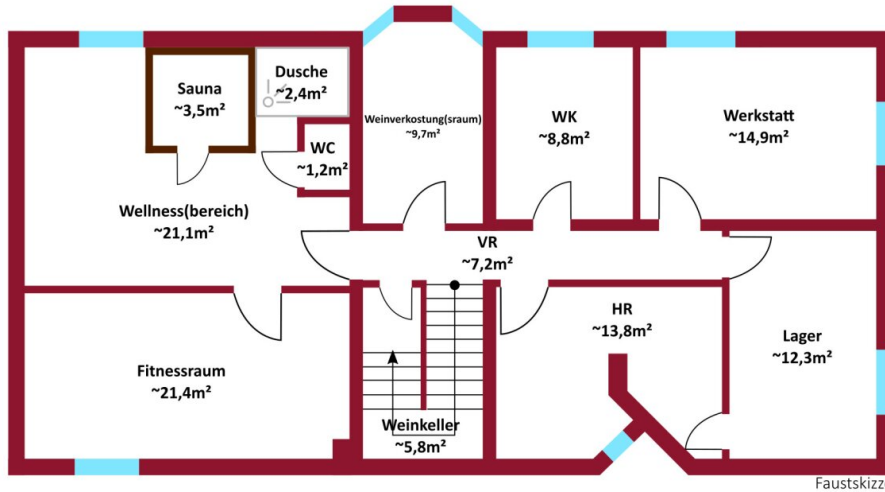 Sauna
~3,5m²
Dusche
~2,4m²
WC
~1,2m²
Weinverkostung(sraum)
~9,7m²
WK
~8,8m²
Werkstatt
~14,9m²
Wellness(bereich)
~21,1m²
VR
~7,2m²
HR
~13,8m²
Lager
~12,3m²
Fitnessraum
~21,4m²
Weinkeller
~5,8m²
Faustskizze